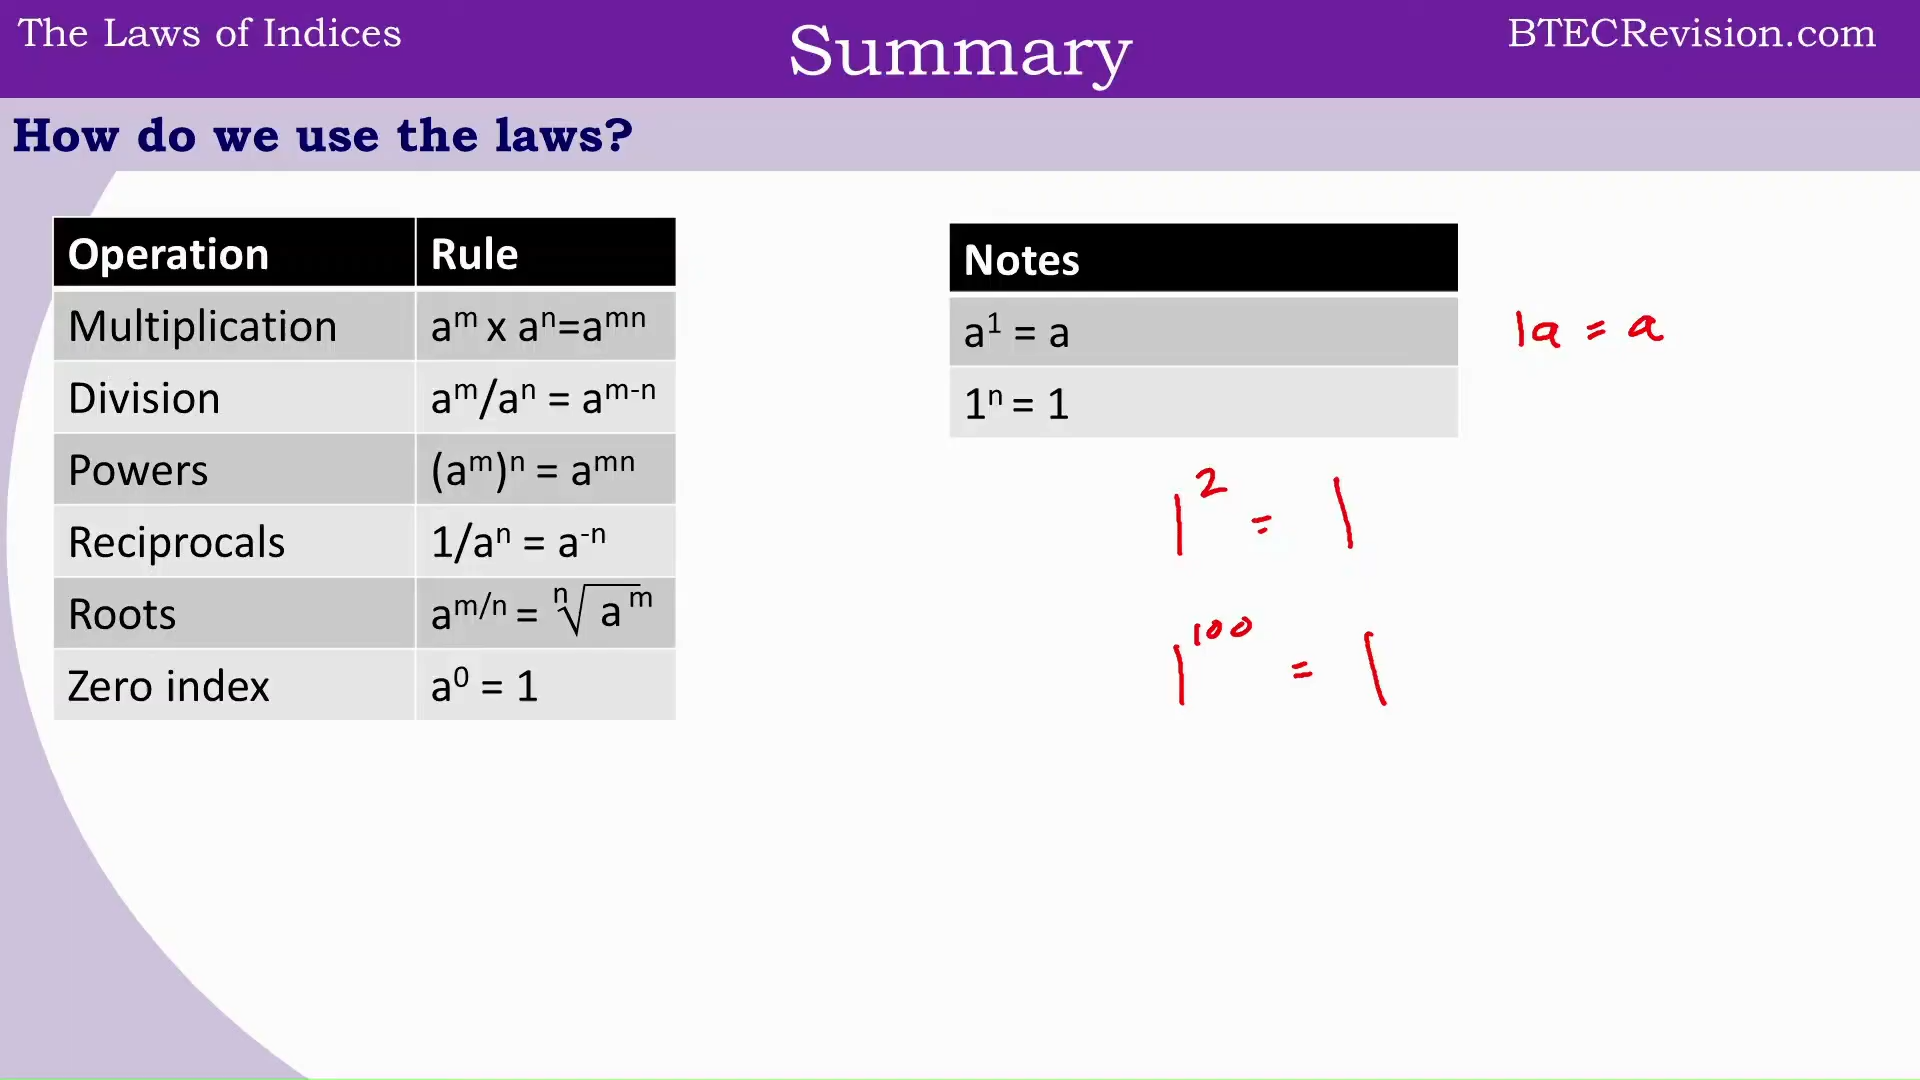 The Laws of Indices
Summary
BTECRevision.com
How do we use the laws?
Operation Rule
Multiplication aᵐ x aⁿ=aᵐⁿ
Division aᵐ/aⁿ = aᵐ⁻ⁿ
Powers (aᵐ)ⁿ = aᵐⁿ
Reciprocals 1/aⁿ = a⁻ⁿ
Roots a^(m/n) = ⁿ√aᵐ
Zero index a⁰ = 1
Notes
a¹ = a
1ⁿ = 1
1a = a
1² = 1
1¹⁰⁰ = 1